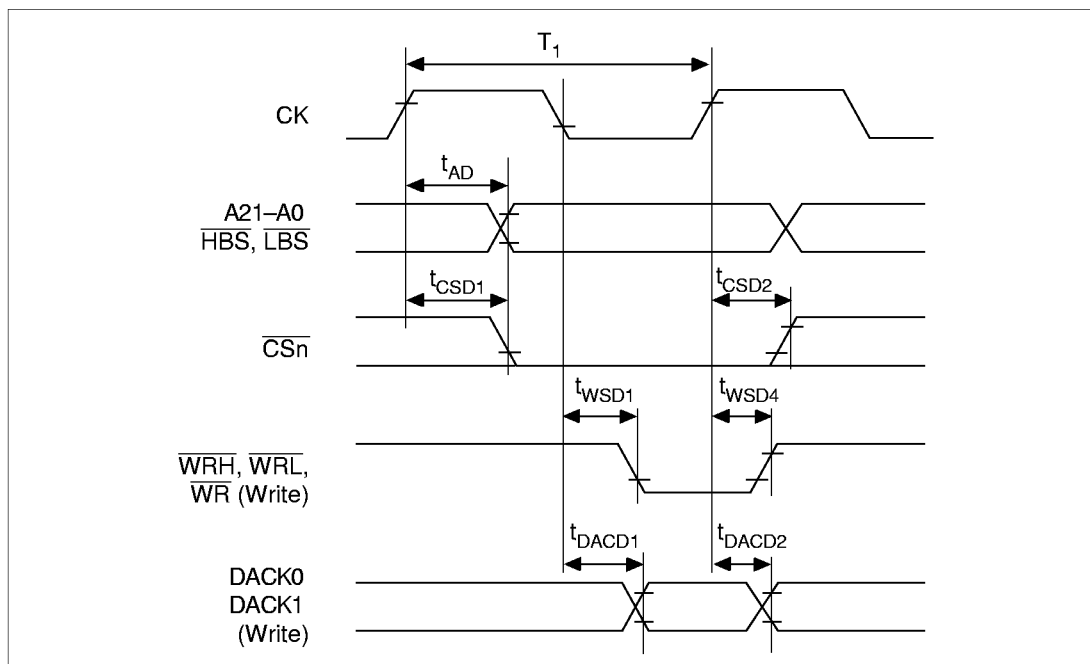 T1
CK
tAD
A21–A0
HBS, LBS
tCSD1
tCSD2
CSn
tWSD1
tWSD4
WRH, WRL,
WR (Write)
tDACD1
tDACD2
DACK0
DACK1
(Write)